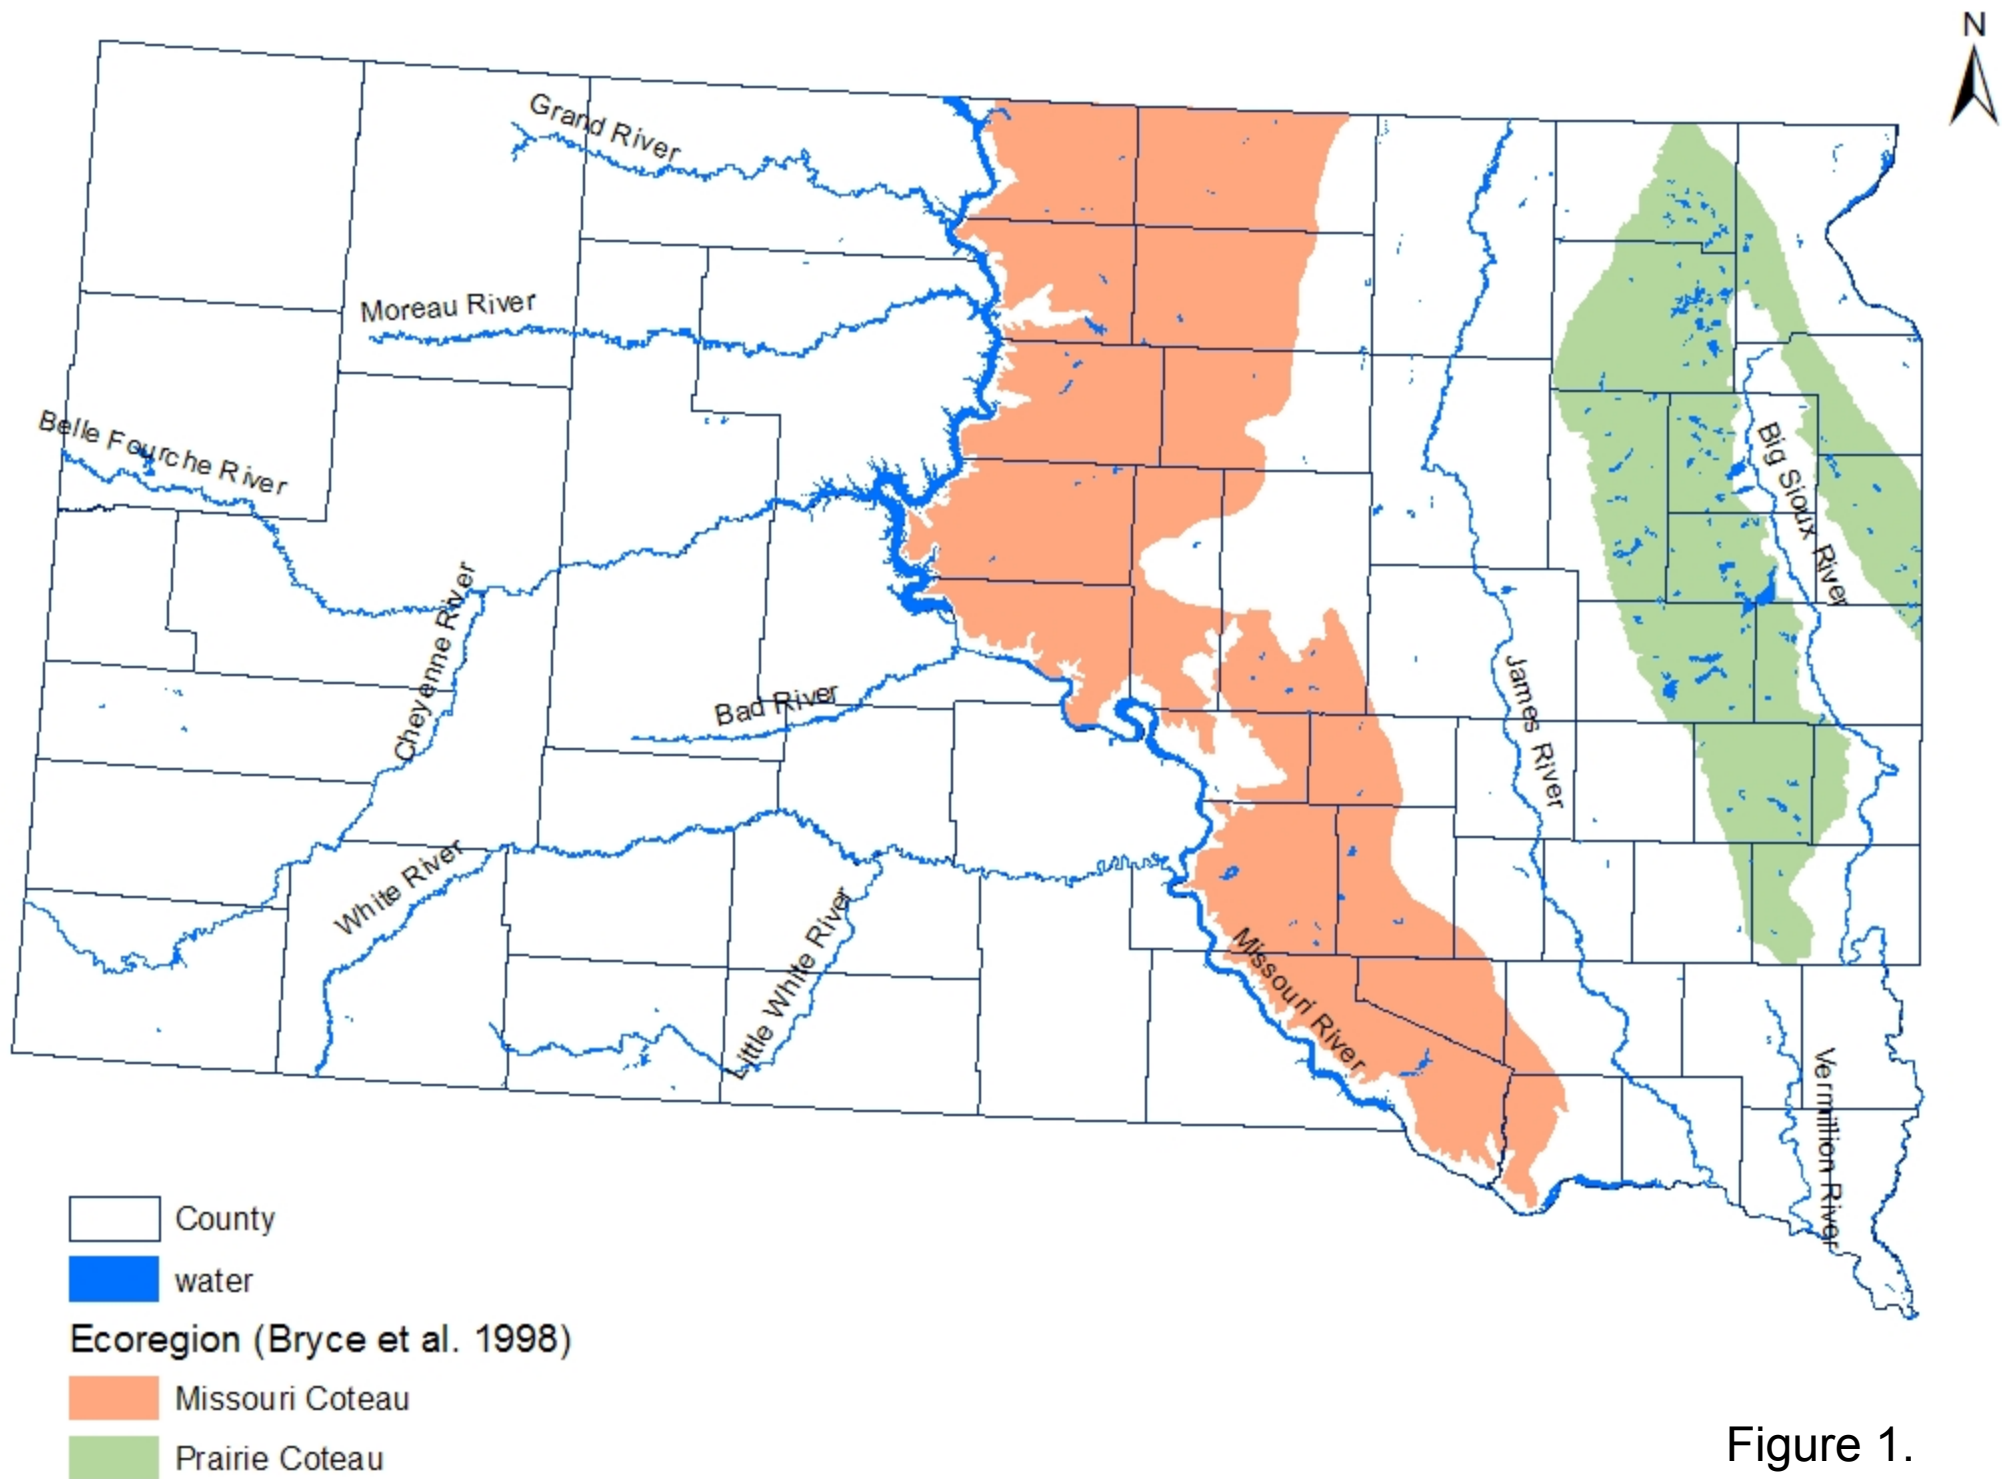 N
Grand River
Moreau River
Belle Fourche River
Big Sioux River
Cheyenne River
James River
Bad River
White River
Little White River
Missouri River
Vermillion River
County
water
Ecoregion (Bryce et al. 1998)
Missouri Coteau
Prairie Coteau
Figure 1.